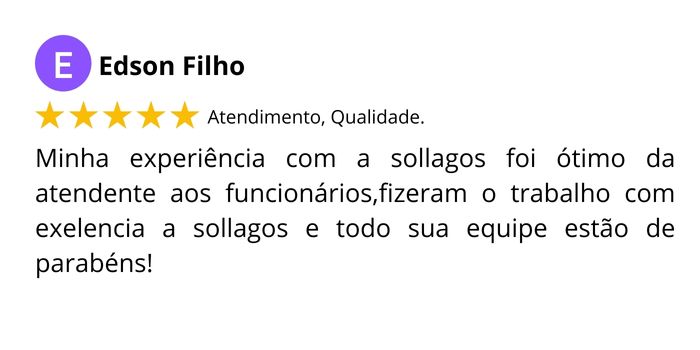 E
Edson Filho
Atendimento, Qualidade.
Minha experiência com a sollagos foi ótimo da
atendente aos funcionários,fizeram o trabalho com
exelencia a sollagos e todo sua equipe estão de
parabéns!